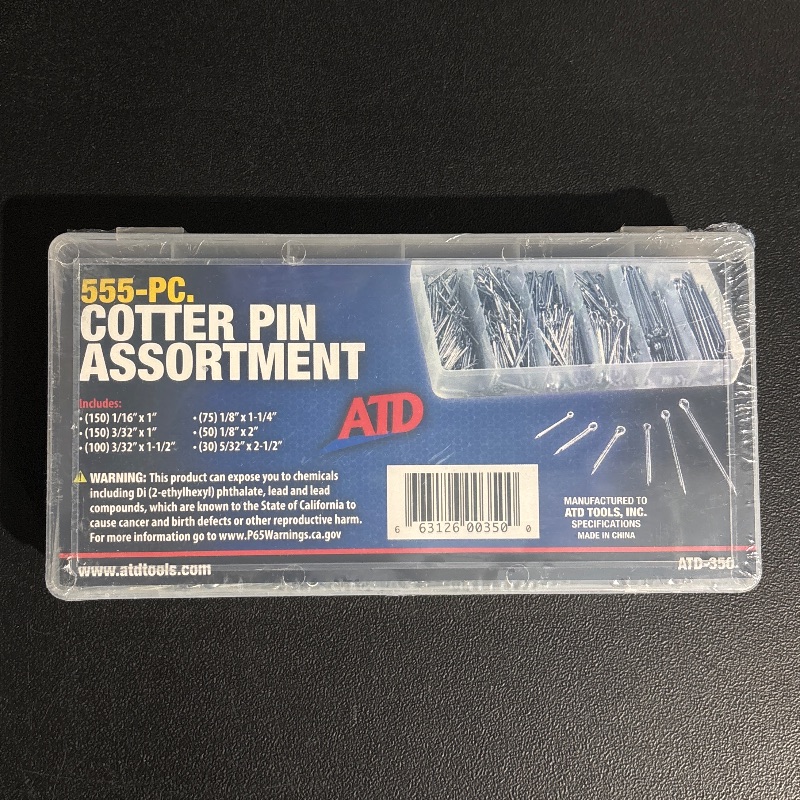 555-PC.
COTTER PIN
ASSORTMENT
Includes:
• (150) 1/16" x 1"
• (150) 3/32" x 1"
• (100) 3/32" x 1-1/2"
• (75) 1/8" x 1-1/4"
• (50) 1/8" x 2"
• (30) 5/32" x 2-1/2"
ATD
WARNING: This product can expose you to chemicals
including Di (2-ethylhexyl) phthalate, lead and lead
compounds, which are known to the State of California to
cause cancer and birth defects or other reproductive harm.
For more information go to www.P65Warnings.ca.gov
6 63126 00350 0
MANUFACTURED TO
ATD TOOLS, INC.
SPECIFICATIONS
MADE IN CHINA
www.atdtools.com
ATD-350